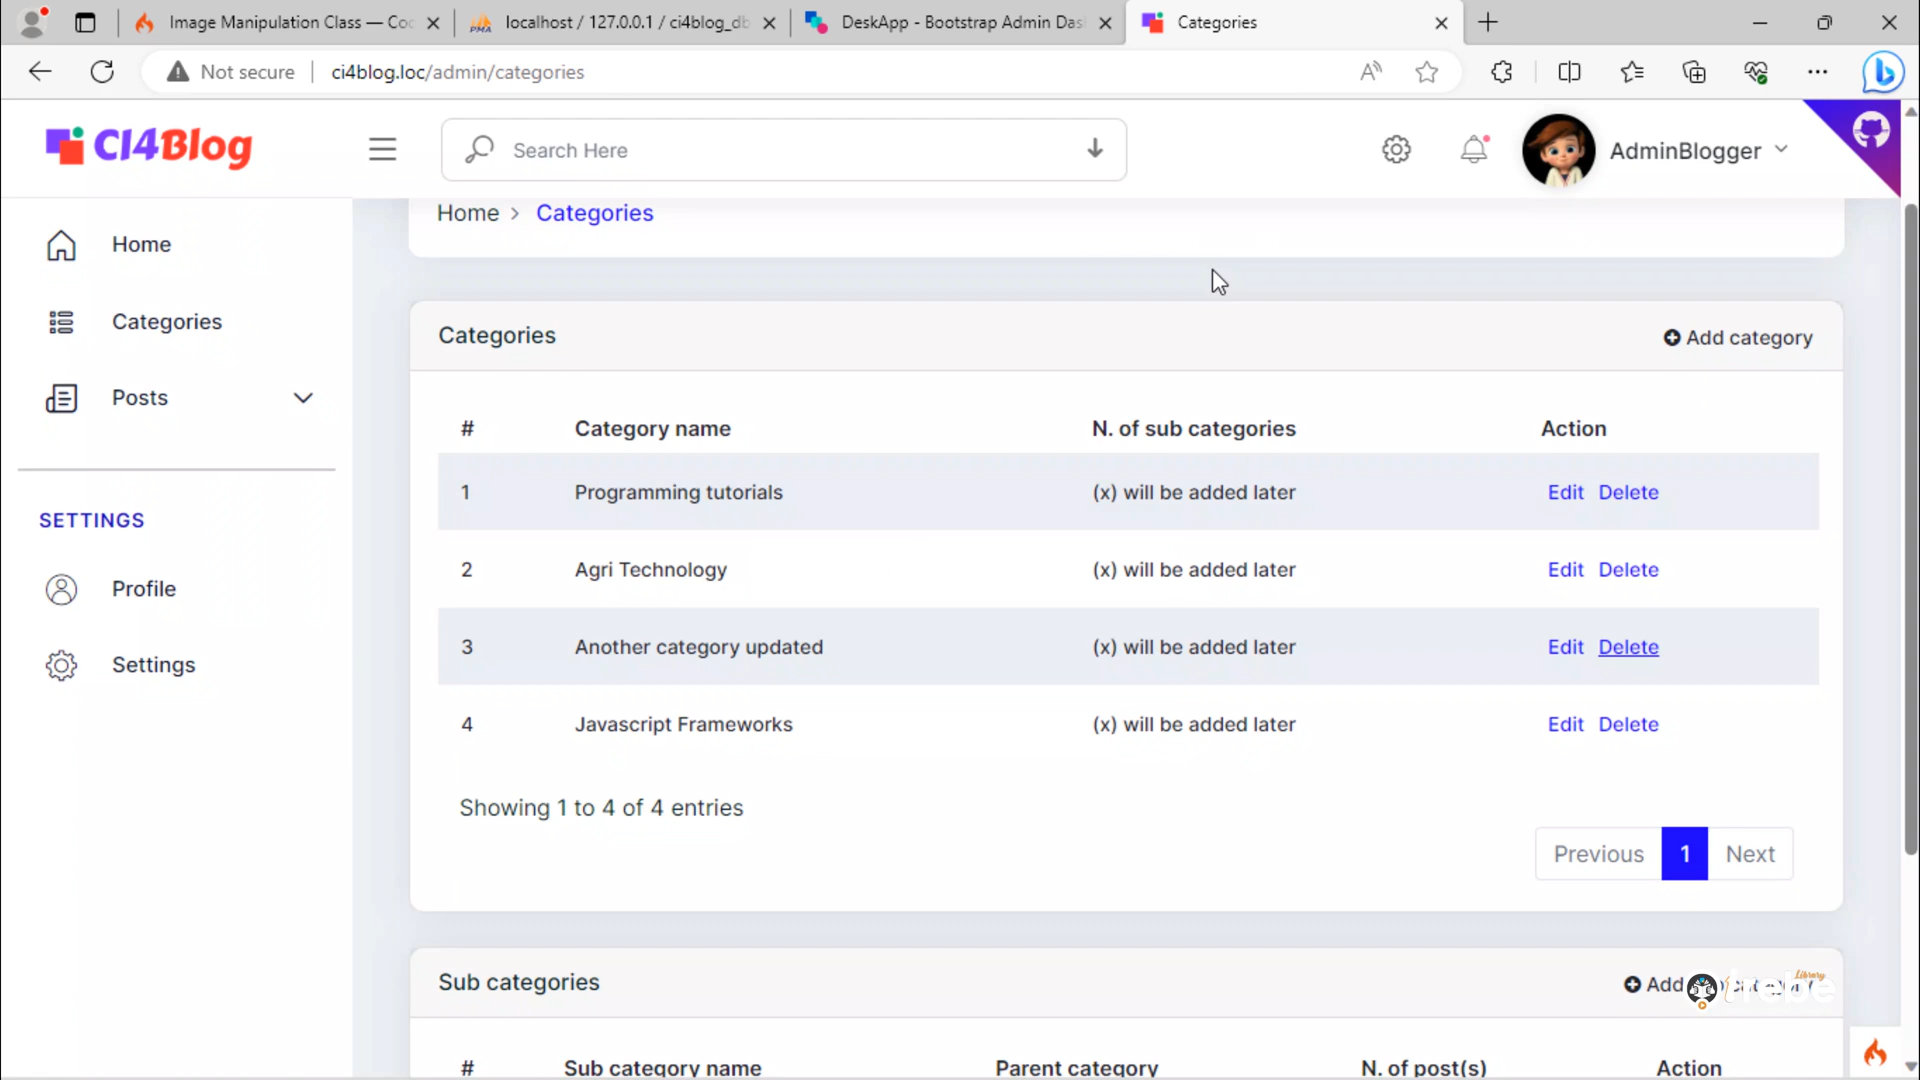 Image Manipulation Class — Coc
PMA localhost / 127.0.0.1 / ci4blog_db
DeskApp - Bootstrap Admin Das
Categories
Not secure
ci4blog.loc/admin/categories
CI4Blog
Search Here
AdminBlogger
Home
Categories
Posts
SETTINGS
Profile
Settings
Home > Categories
Categories
Add category
# Category name N. of sub categories Action
1 Programming tutorials (x) will be added later Edit Delete
2 Agri Technology (x) will be added later Edit Delete
3 Another category updated (x) will be added later Edit Delete
4 Javascript Frameworks (x) will be added later Edit Delete
Showing 1 to 4 of 4 entries
Previous 1 Next
Sub categories
Add
Library
# Sub category name Parent category N. of post(s) Action